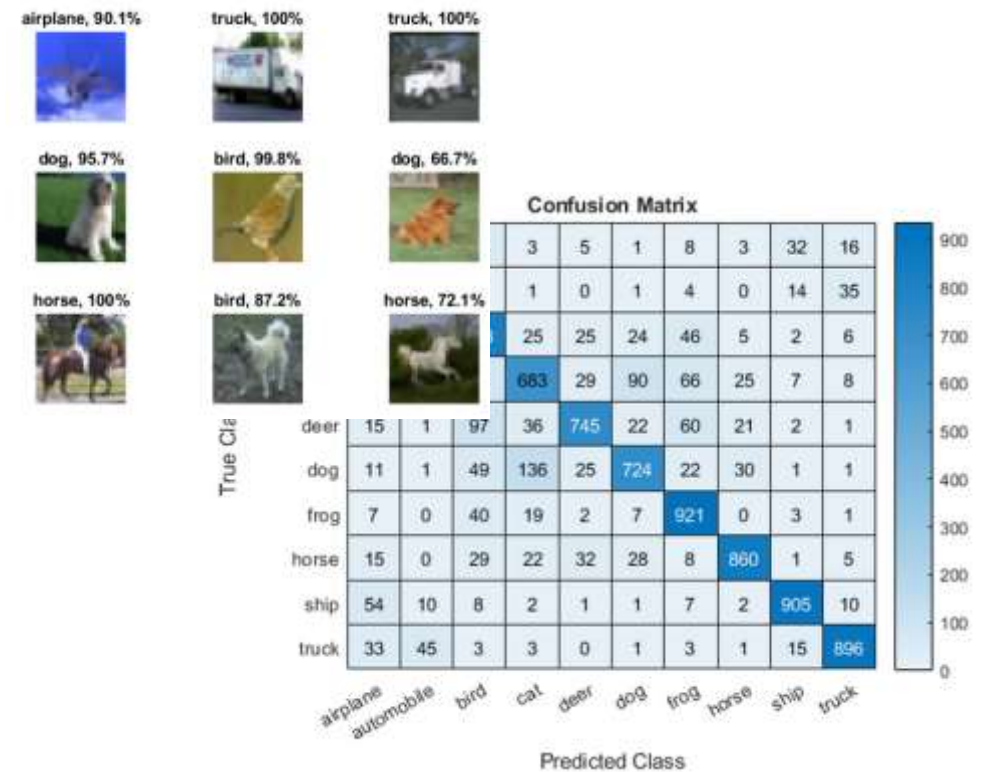 airplane, 90.1% truck, 100% truck, 100%
dog, 95.7% bird, 99.8% dog, 66.7%
horse, 100% bird, 87.2% horse, 72.1%
Confusion Matrix
3 5 1 8 3 32 16
1 0 1 4 0 14 35
25 25 24 46 5 2 6
683 29 90 66 25 7 8
deer 15 1 97 36 745 22 60 21 2 1
dog 11 1 49 136 25 724 22 30 1 1
frog 7 0 40 19 2 7 921 0 3 1
horse 15 0 29 22 32 28 8 860 1 5
ship 54 10 8 2 1 1 7 2 905 10
truck 33 45 3 3 0 1 3 1 15 896
airplane automobile bird cat deer dog frog horse ship truck
Predicted Class
True
900
800
700
600
500
400
300
200
100
0